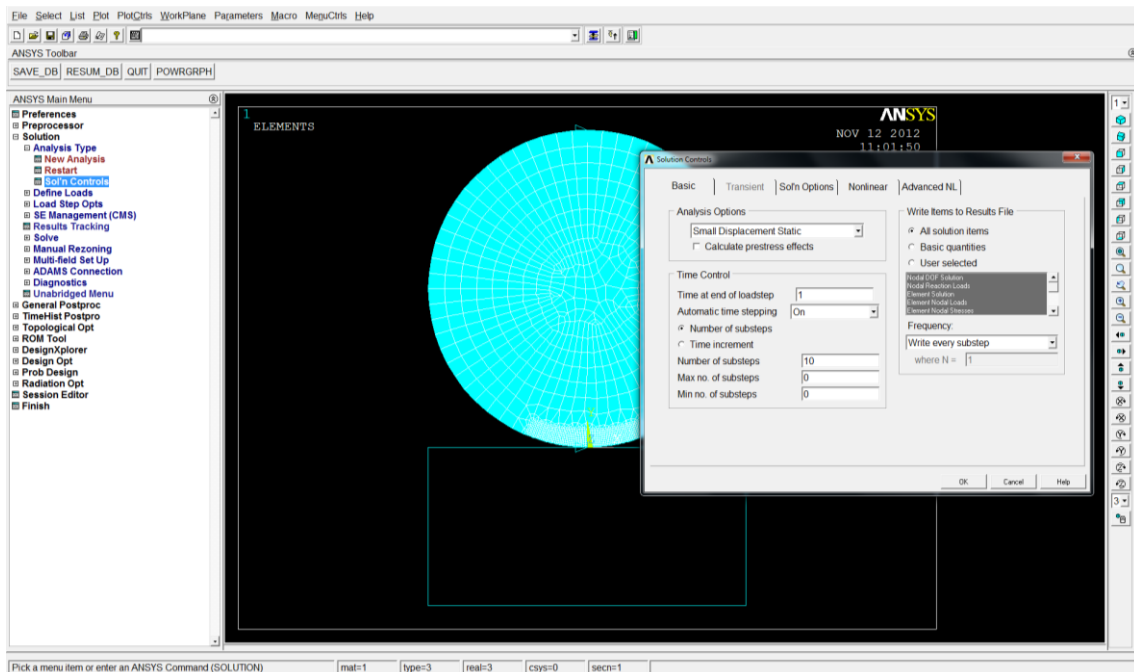 File Select List Plot PlotCtrls WorkPlane Parameters Macro MenuCtrls Help
ANSYS Toolbar
SAVE_DB RESUM_DB QUIT POWRGRPH
ANSYS Main Menu
Preferences
Preprocessor
Solution
Analysis Type
New Analysis
Restart
Sol'n Controls
Define Loads
Load Step Opts
SE Management (CMS)
Results Tracking
Solve
Manual Rezoning
Multi-field Set Up
ADAMS Connection
Diagnostics
Unabridged Menu
General Postproc
TimeHist Postpro
Topological Opt
ROM Tool
DesignXplorer
Design Opt
Prob Design
Radiation Opt
Session Editor
Finish
1
ELEMENTS
ANSYS
NOV 12 2012
11:01:50
Solution Controls
Basic Transient Sol'n Options Nonlinear Advanced NL
Analysis Options
Small Displacement Static
Calculate prestress effects
Time Control
Time at end of loadstep 1
Automatic time stepping On
Number of substeps
Time increment
Number of substeps 10
Max no. of substeps 0
Min no. of substeps 0
Write Items to Results File
All solution items
Basic quantities
User selected
Nodal DOF Solution
Nodal Reaction Loads
Element Solution
Element Nodal Loads
Element Nodal Stresses
Frequency:
Write every substep
where N = 1
OK Cancel Help
1
3
Pick a menu item or enter an ANSYS Command (SOLUTION) mat=1 type=3 real=3 csys=0 secn=1